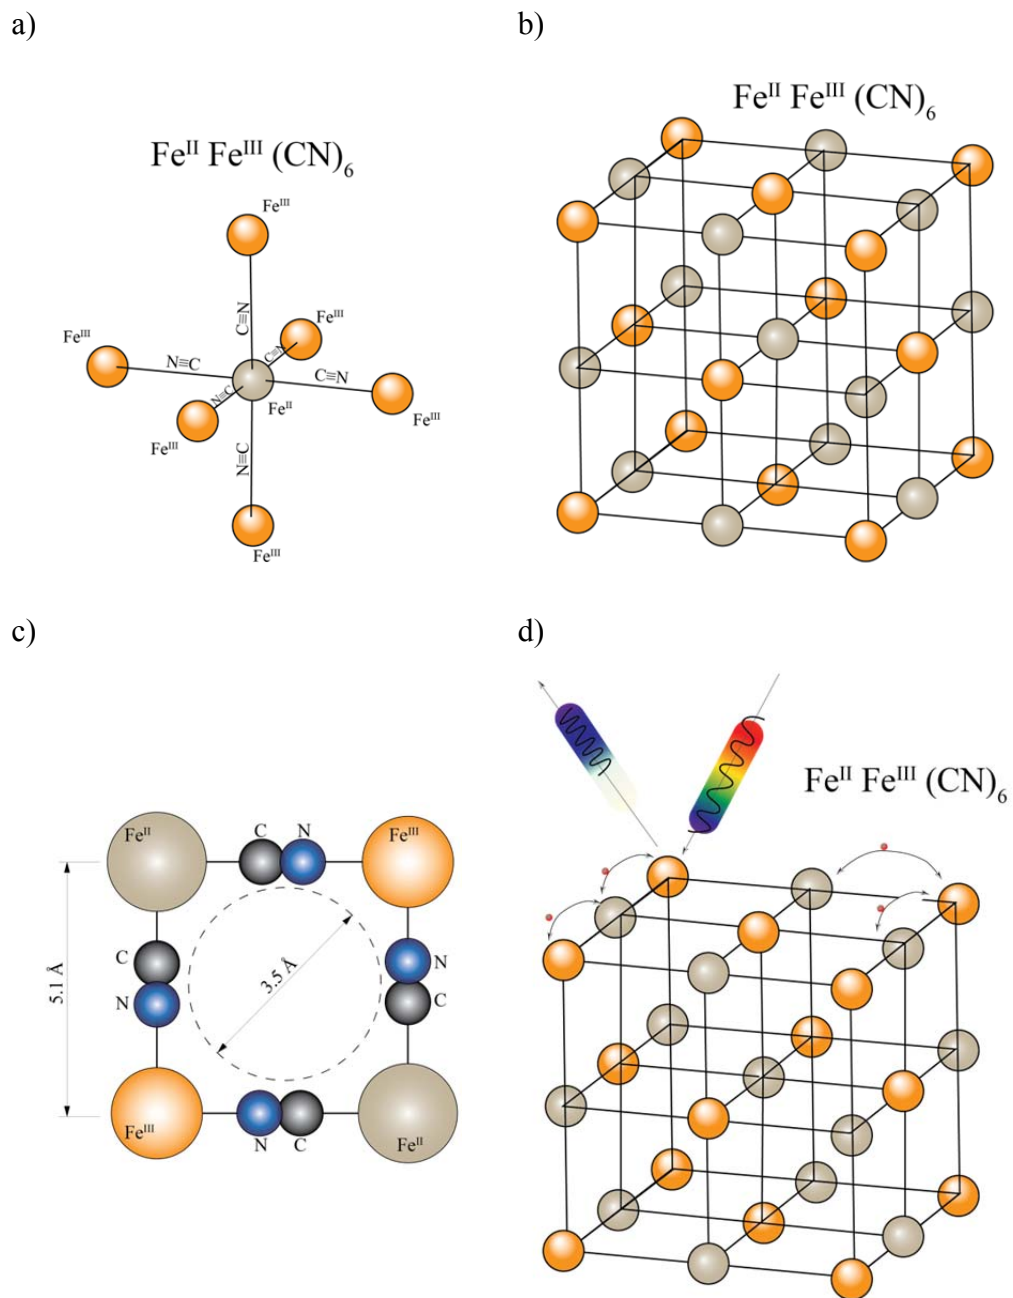 a)
b)
Fe^II Fe^III (CN)_6
Fe^II Fe^III (CN)_6
Fe^III
Fe^III
C≡N
Fe^III
C≡N
N≡C
C≡N
N≡C
Fe^II
Fe^III
Fe^III
N≡C
Fe^III
c)
d)
Fe^II Fe^III (CN)_6
Fe^II
C
N
Fe^III
C
N
5.1 Å
3.5 Å
N
C
Fe^III
N
C
Fe^II